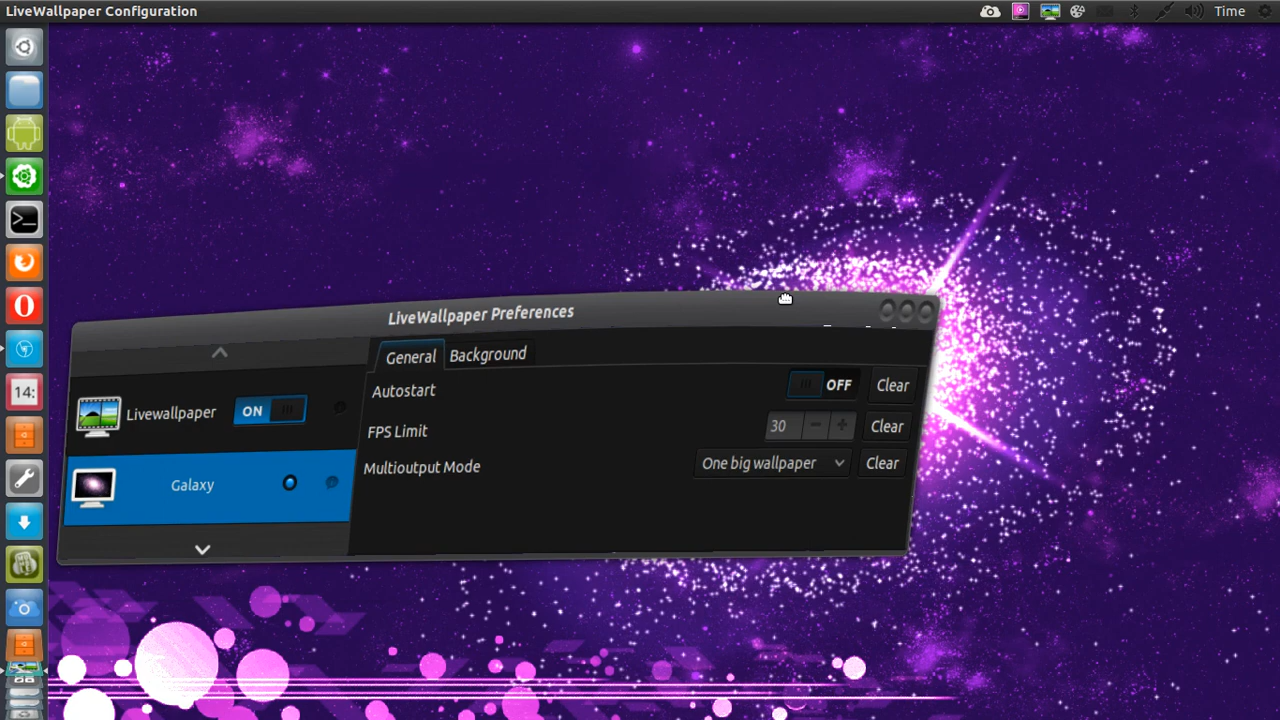 LiveWallpaper Configuration
Time
14:
LiveWallpaper Preferences
General
Background
Autostart
OFF
Clear
Livewallpaper
ON
FPS Limit
30
Clear
Multioutput Mode
One big wallpaper
Clear
Galaxy